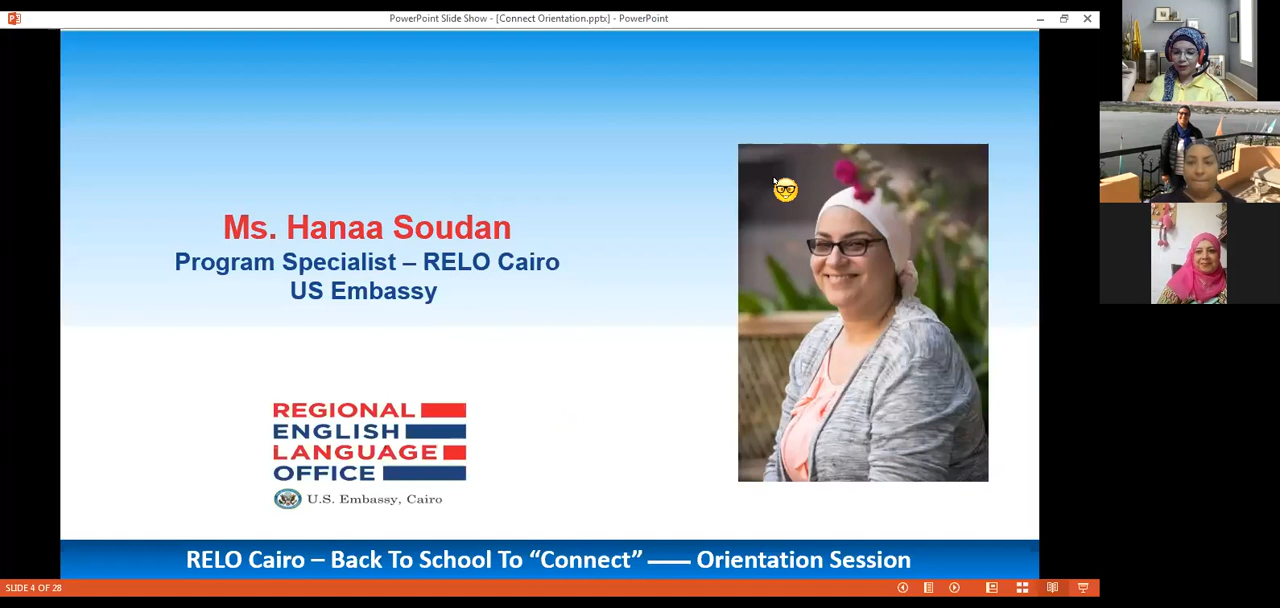 PowerPoint Slide Show - [Connect Orientation.pptx] - PowerPoint
Ms. Hanaa Soudan
Program Specialist – RELO Cairo
US Embassy
REGIONAL
ENGLISH
LANGUAGE
OFFICE
U.S. Embassy, Cairo
RELO Cairo – Back To School To “Connect” —— Orientation Session
SLIDE 4 OF 28